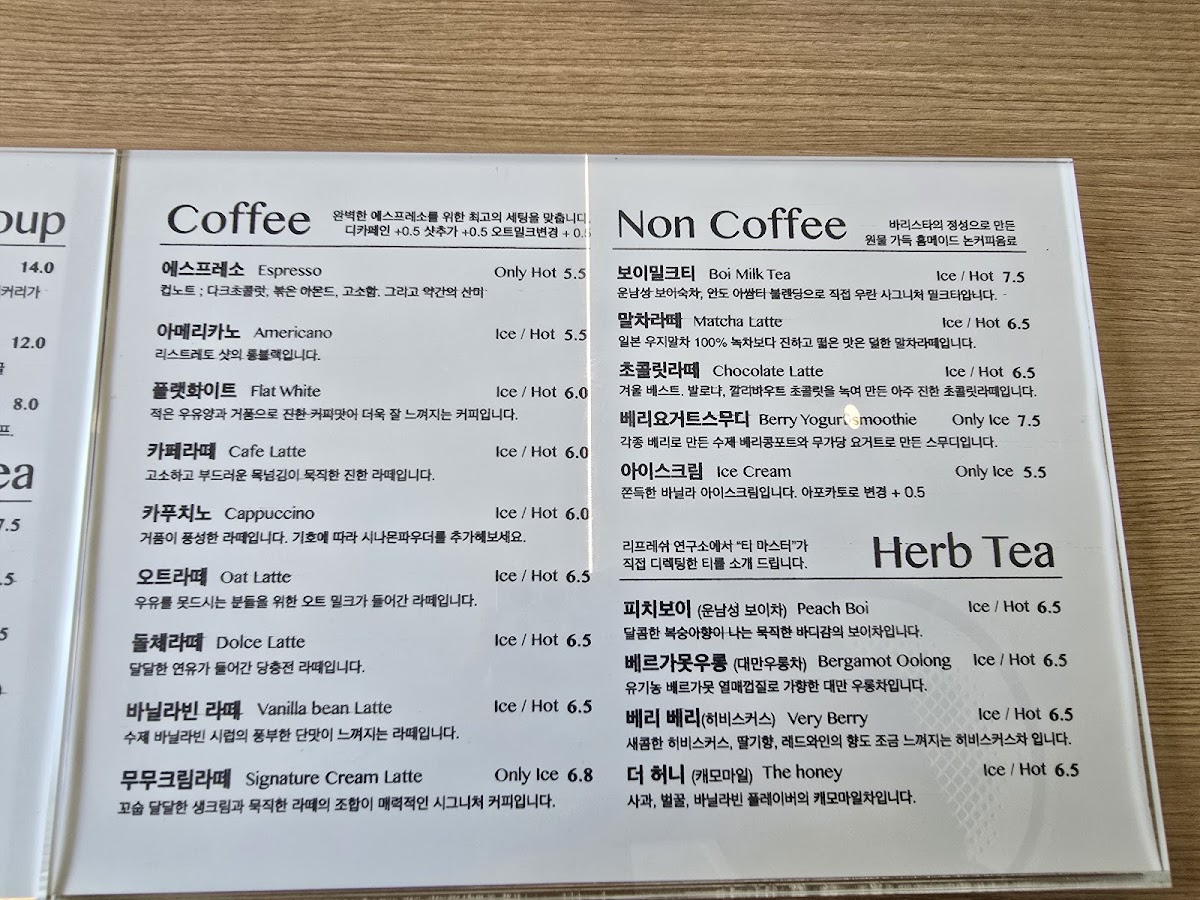 oup
14.0
커리가
12.0
8.0
프.
ea
7.5
.5
5
Coffee
완벽한 에스프레소를 위한 최고의 세팅을 맞춥니다.
디카페인 +0.5 샷추가 +0.5 오트밀크변경 + 0.5
에스프레소 Espresso Only Hot 5.5
컵노트 ; 다크초콜랏, 볶은 아몬드, 고소함, 그리고 약간의 산미
아메리카노 Americano Ice / Hot 5.5
리스트레토 샷의 롱블랙입니다.
플랫화이트 Flat White Ice / Hot 6.0
적은 우유양과 거품으로 진한 커피맛이 더욱 잘 느껴지는 커피입니다.
카페라떼 Cafe Latte Ice / Hot 6.0
고소하고 부드러운 목넘김이 묵직한 진한 라떼입니다.
카푸치노 Cappuccino Ice / Hot 6.0
거품이 풍성한 라떼입니다. 기호에 따라 시나몬파우더를 추가해보세요.
오트라떼 Oat Latte Ice / Hot 6.5
우유를 못드시는 분들을 위한 오트 밀크가 들어간 라떼입니다.
돌체라떼 Dolce Latte Ice / Hot 6.5
달달한 연유가 들어간 당충전 라떼입니다.
바닐라빈 라떼 Vanilla bean Latte Ice / Hot 6.5
수제 바닐라빈 시럽의 풍부한 단맛이 느껴지는 라떼입니다.
무무크림라떼 Signature Cream Latte Only Ice 6.8
꼬숩 달달한 생크림과 묵직한 라떼의 조합이 매력적인 시그니처 커피입니다.
Non Coffee
바리스타의 정성으로 만든
원물 가득 홈메이드 논커피음료
보이밀크티 Boi Milk Tea Ice / Hot 7.5
운남성 보이숙차, 인도 아쌈티 블렌딩으로 직접 우린 시그니처 밀크티입니다.
말차라떼 Matcha Latte Ice / Hot 6.5
일본 우지말차 100% 녹차보다 진하고 떫은 맛은 덜한 말차라떼입니다.
초콜릿라떼 Chocolate Latte Ice / Hot 6.5
겨울 베스트. 발로냐, 깔리바우트 초콜릿을 녹여 만든 아주 진한 초콜릿라떼입니다.
베리요거트스무디 Berry Yogurt smoothie Only Ice 7.5
각종 베리로 만든 수제 베리콩포트와 무가당 요거트로 만든 스무디입니다.
아이스크림 Ice Cream Only Ice 5.5
쫀득한 바닐라 아이스크림입니다. 아포카토로 변경 + 0.5
리프레쉬 연구소에서 “티 마스터”가
직접 디렉팅한 티를 소개 드립니다.
Herb Tea
피치보이 (운남성 보이차) Peach Boi Ice / Hot 6.5
달콤한 복숭아향이 나는 묵직한 바디감의 보이차입니다.
베르가못우롱 (대만우롱차) Bergamot Oolong Ice / Hot 6.5
유기농 베르가못 열매껍질로 가향한 대만 우롱차입니다.
베리 베리(히비스커스) Very Berry Ice / Hot 6.5
새콤한 히비스커스, 딸기향, 레드와인의 향도 조금 느껴지는 히비스커스차 입니다.
더 허니 (캐모마일) The honey Ice / Hot 6.5
사과, 벌꿀, 바닐라빈 플레이버의 캐모마일차입니다.